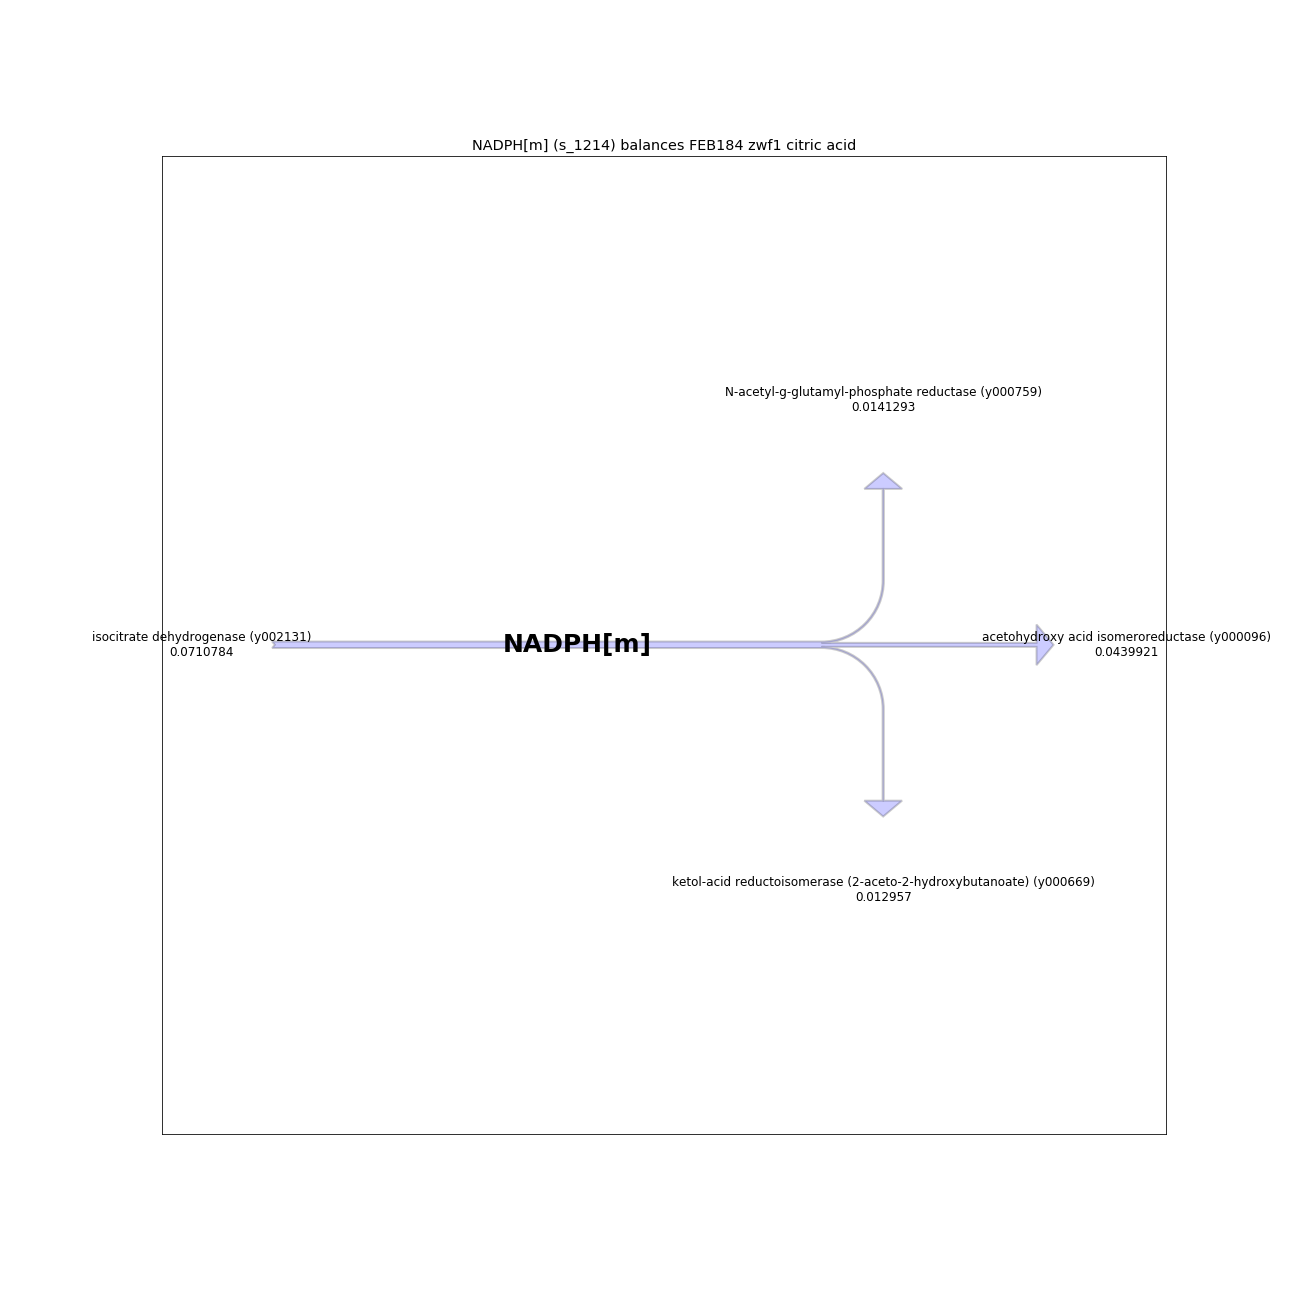 NADPH[m] (s_1214) balances FEB184 zwf1 citric acid
N-acetyl-g-glutamyl-phosphate reductase (y000759)
0.0141293
isocitrate dehydrogenase (y002131)
0.0710784
NADPH[m]
acetohydroxy acid isomeroreductase (y000096)
0.0439921
ketol-acid reductoisomerase (2-aceto-2-hydroxybutanoate) (y000669)
0.012957